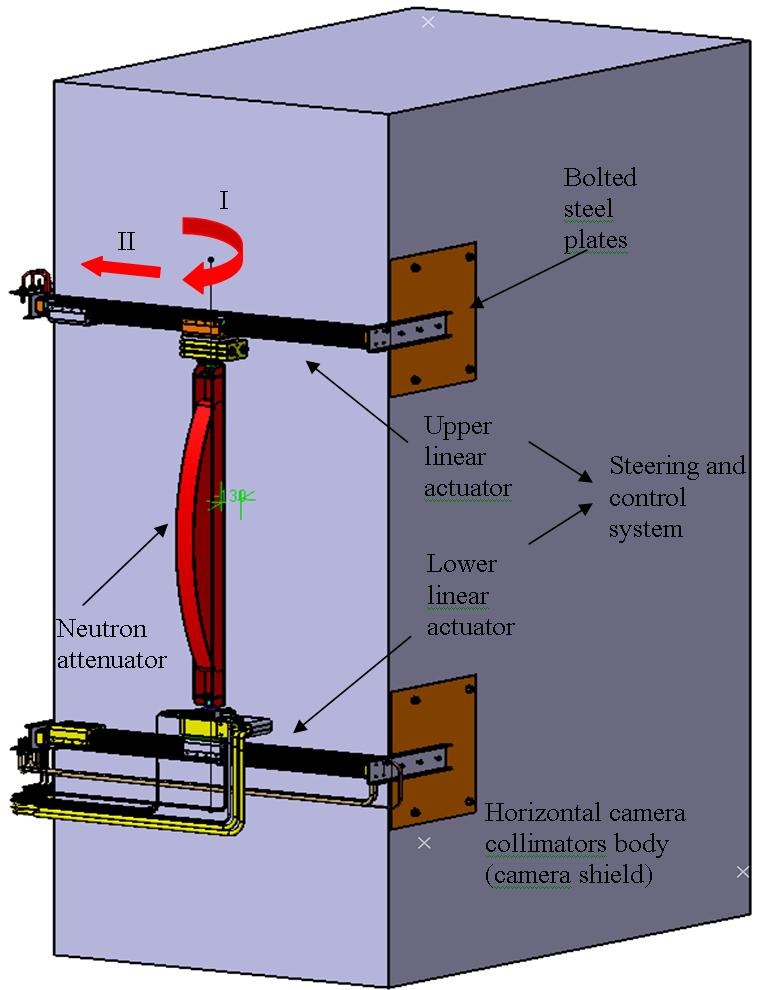 Bolted
steel
plates
I
II
Upper
linear
actuator
Steering and
control
system
130
Lower
linear
actuator
Neutron
attenuator
Horizontal camera
collimators body
(camera shield)